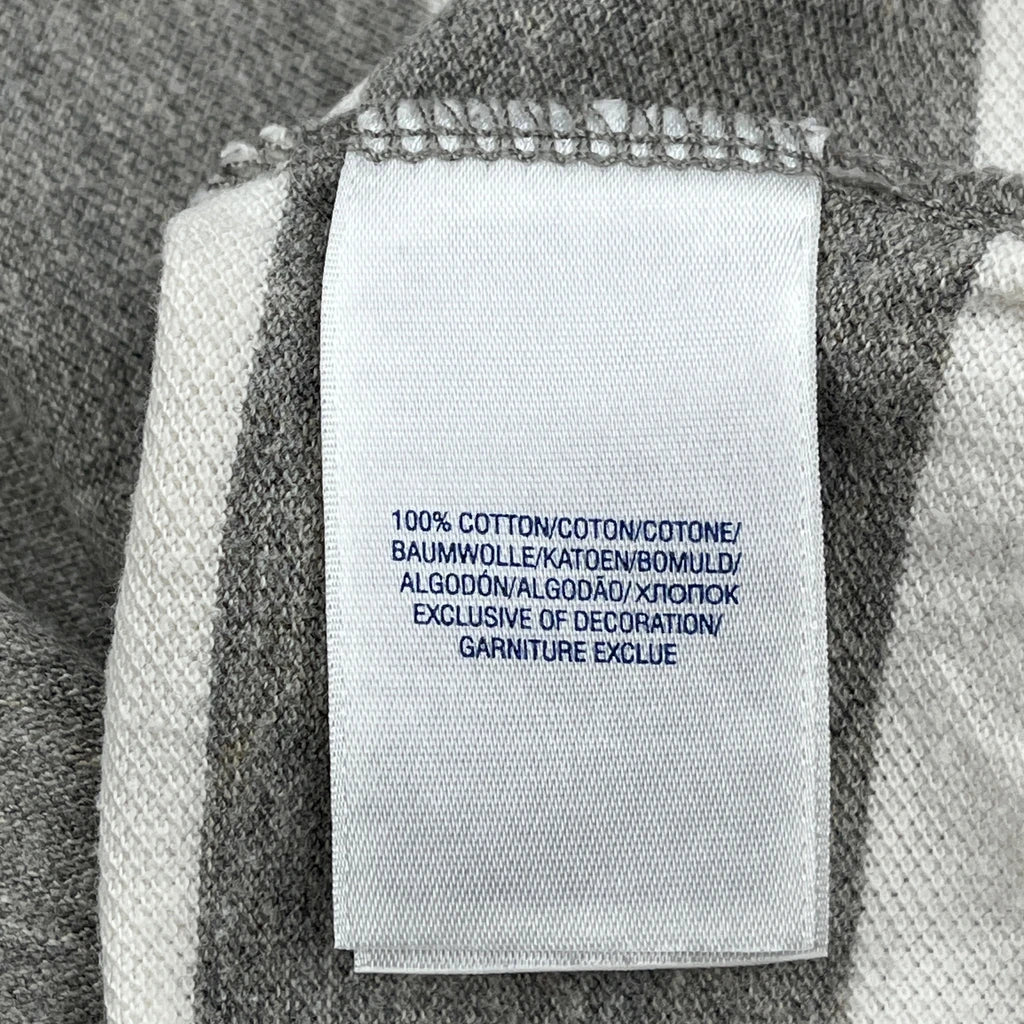 100% COTTON/COTON/COTONE/
BAUMWOLLE/KATOEN/BOMULD/
ALGODÓN/ALGODÃO/ХЛОПОК
EXCLUSIVE OF DECORATION/
GARNITURE EXCLUE